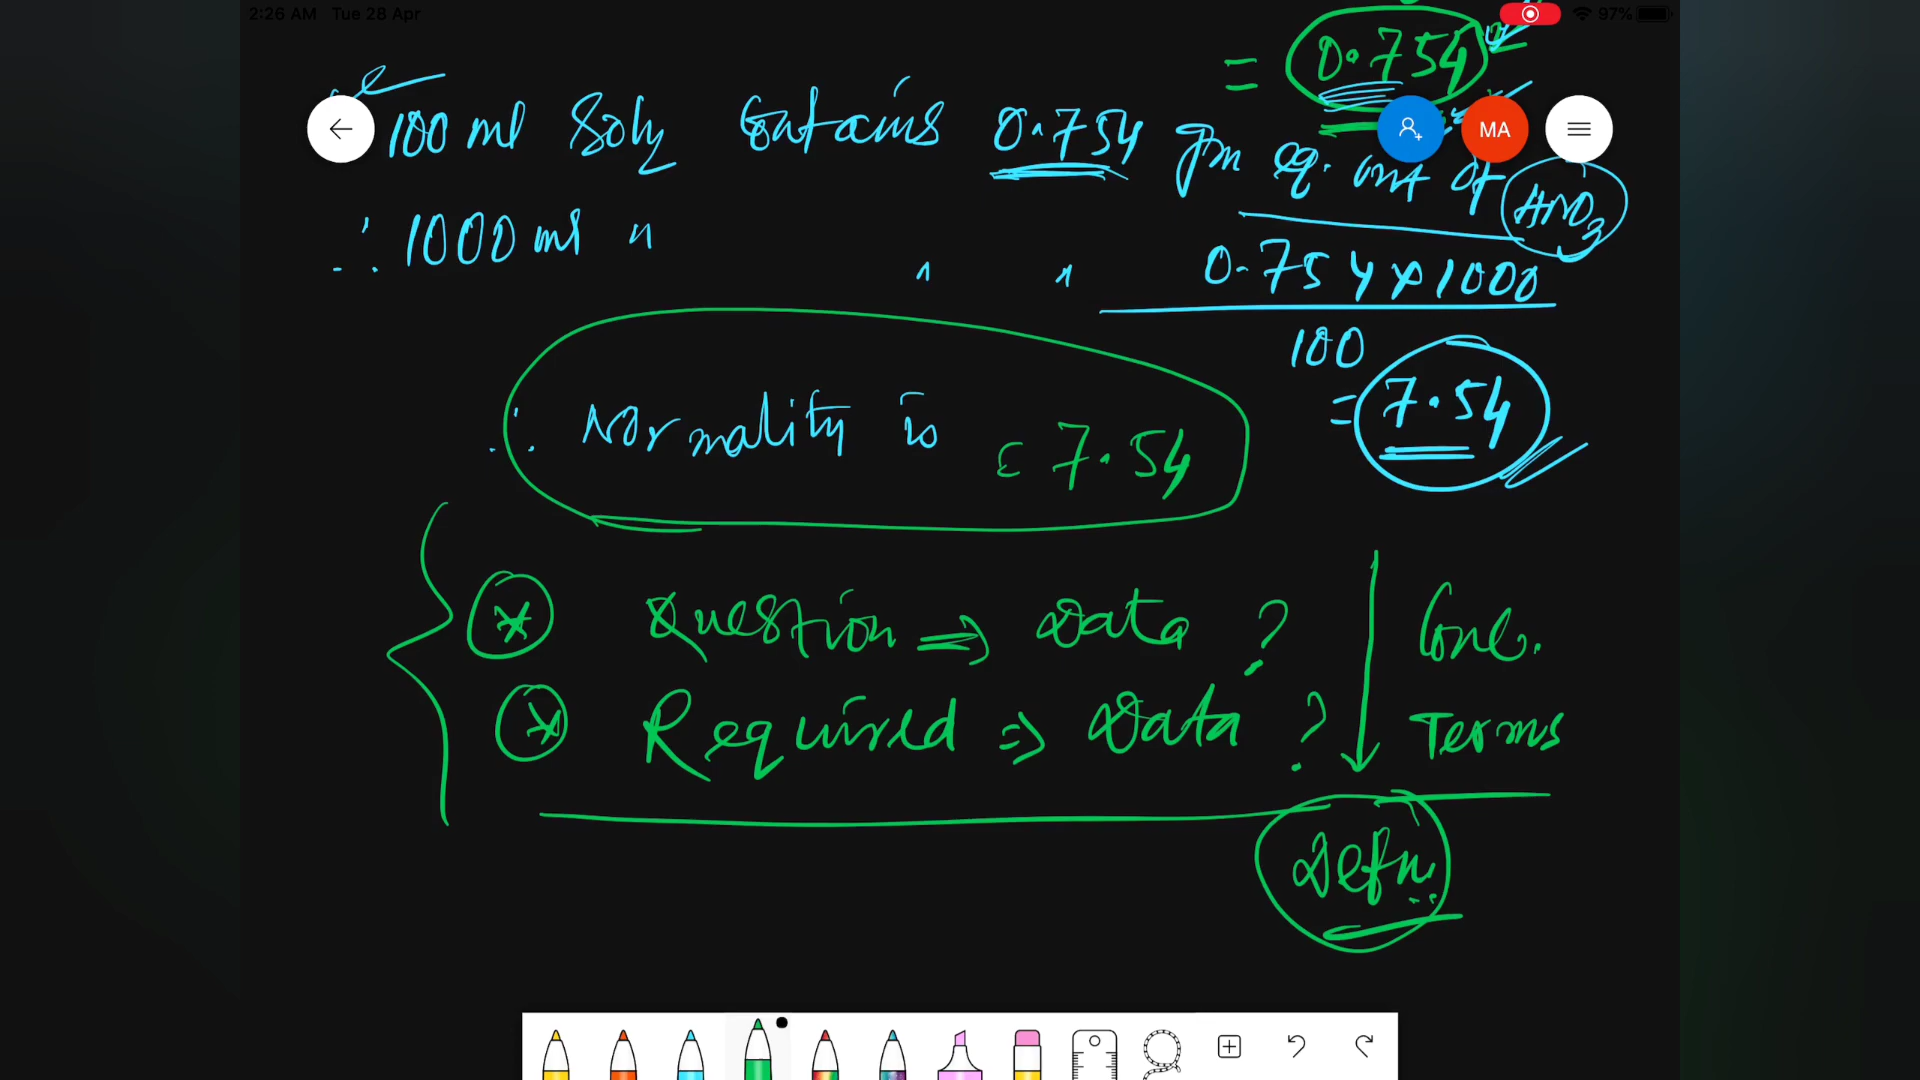 2:26 AM Tue 28 Apr 97%
= 0.754
MA
100 ml Soln Contains 0.754 gm eq. wt of HNO3
∴ 1000 ml " " " 0.754 x 1000
100
= 7.54
∴ Normality is = 7.54
* Question => Data ? Conc.
* Required => Data ? Terms
Defn.